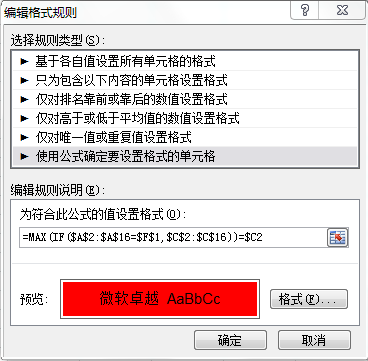 编辑格式规则
选择规则类型(S):
► 基于各自值设置所有单元格的格式
► 只为包含以下内容的单元格设置格式
► 仅对排名靠前或靠后的数值设置格式
► 仅对高于或低于平均值的数值设置格式
► 仅对唯一值或重复值设置格式
► 使用公式确定要设置格式的单元格
编辑规则说明(E):
为符合此公式的值设置格式(O):
=MAX(IF($A$2:$A$16=$F$1,$C$2:$C$16))=$C2
预览:
微软卓越 AaBbCc
格式(F)...
确定
取消